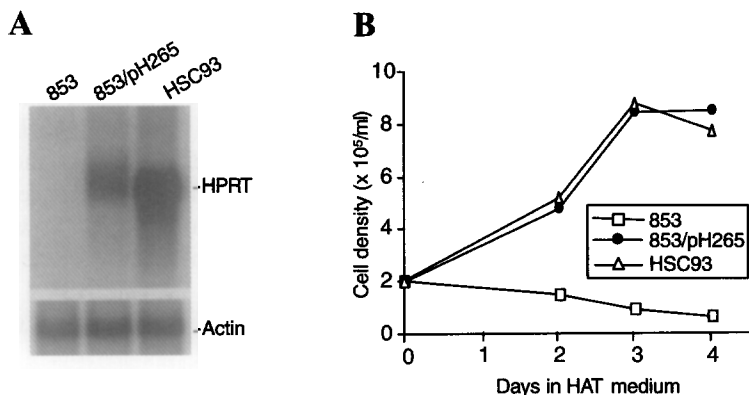 A
853
853/pH265
HSC93
HPRT
Actin
B
Cell density (x 10⁵/ml)
10
8
6
4
2
0
0 1 2 3 4
Days in HAT medium
853
853/pH265
HSC93